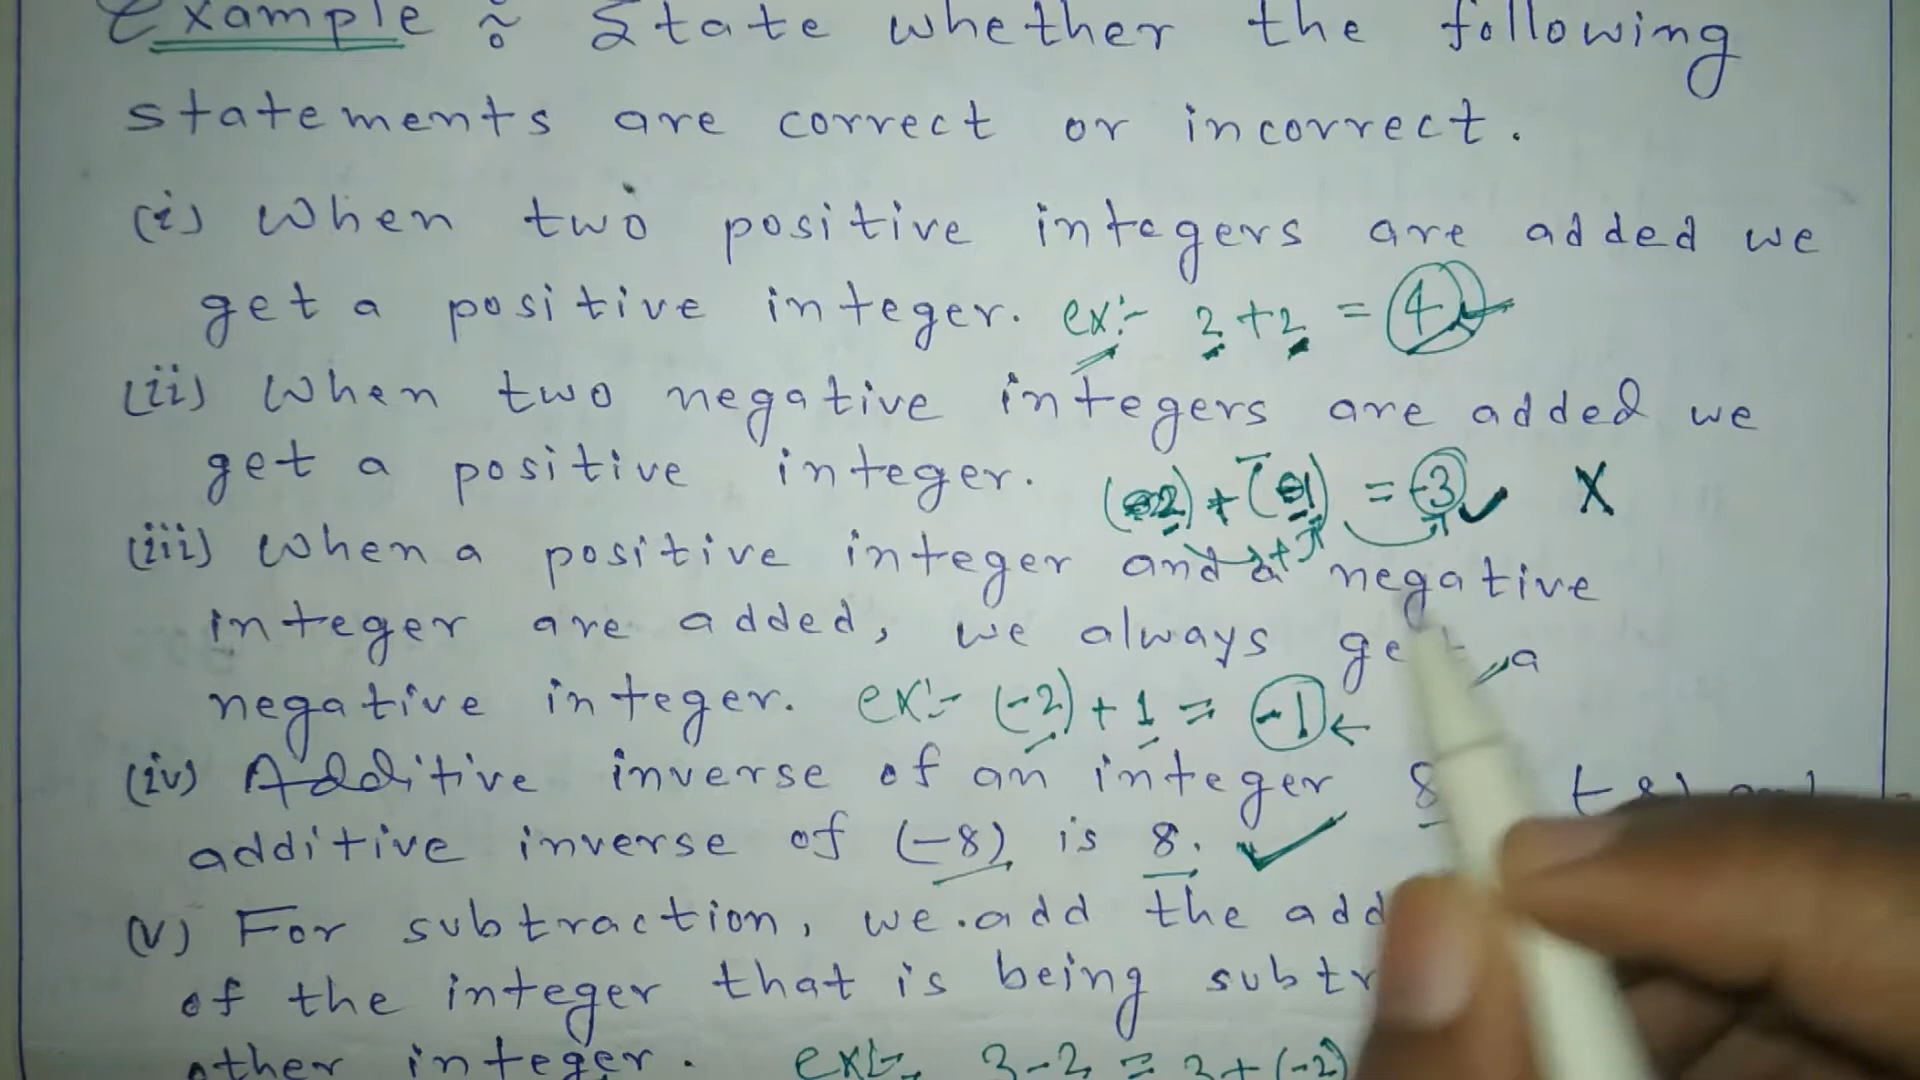 Example : State whether the following
statements are correct or incorrect.
(i) When two positive integers are added we
get a positive integer. ex:- 2+2 = 4
(ii) When two negative integers are added we
get a positive integer. (-2) + (-1) = -3 X
(iii) When a positive integer and a negative
integer are added, we always get a
negative integer. ex:- (-2) + 1 = -1 ←
(iv) Additive inverse of an integer 8
additive inverse of (-8) is 8. ✓
(v) For subtraction, we add the add
of the integer that is being subtr
other integer. ex:- 3-2 = 3+(-2)